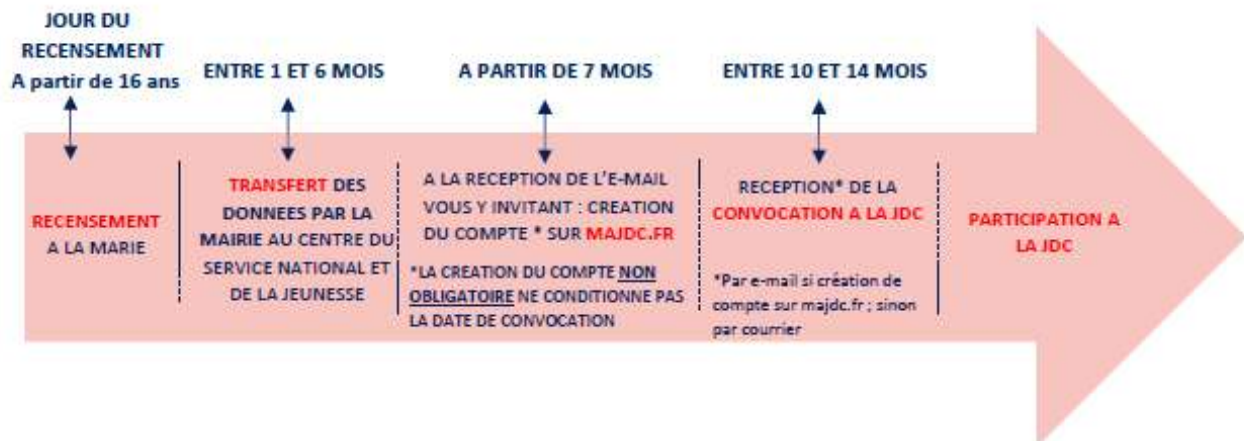 JOUR DU
RECENSEMENT
A partir de 16 ans
ENTRE 1 ET 6 MOIS
A PARTIR DE 7 MOIS
ENTRE 10 ET 14 MOIS
RECENSEMENT
A LA MARIE
TRANSFERT DES
DONNEES PAR LA
MAIRIE AU CENTRE DU
SERVICE NATIONAL ET
DE LA JEUNESSE
A LA RECEPTION DE L'E-MAIL
VOUS Y INVITANT : CREATION
DU COMPTE * SUR MAJDC.FR
*LA CREATION DU COMPTE NON
OBLIGATOIRE NE CONDITIONNE PAS
LA DATE DE CONVOCATION
RECEPTION* DE LA
CONVOCATION A LA JDC
*Par e-mail si création de
compte sur majdc.fr ; sinon
par courrier
PARTICIPATION A
LA JDC